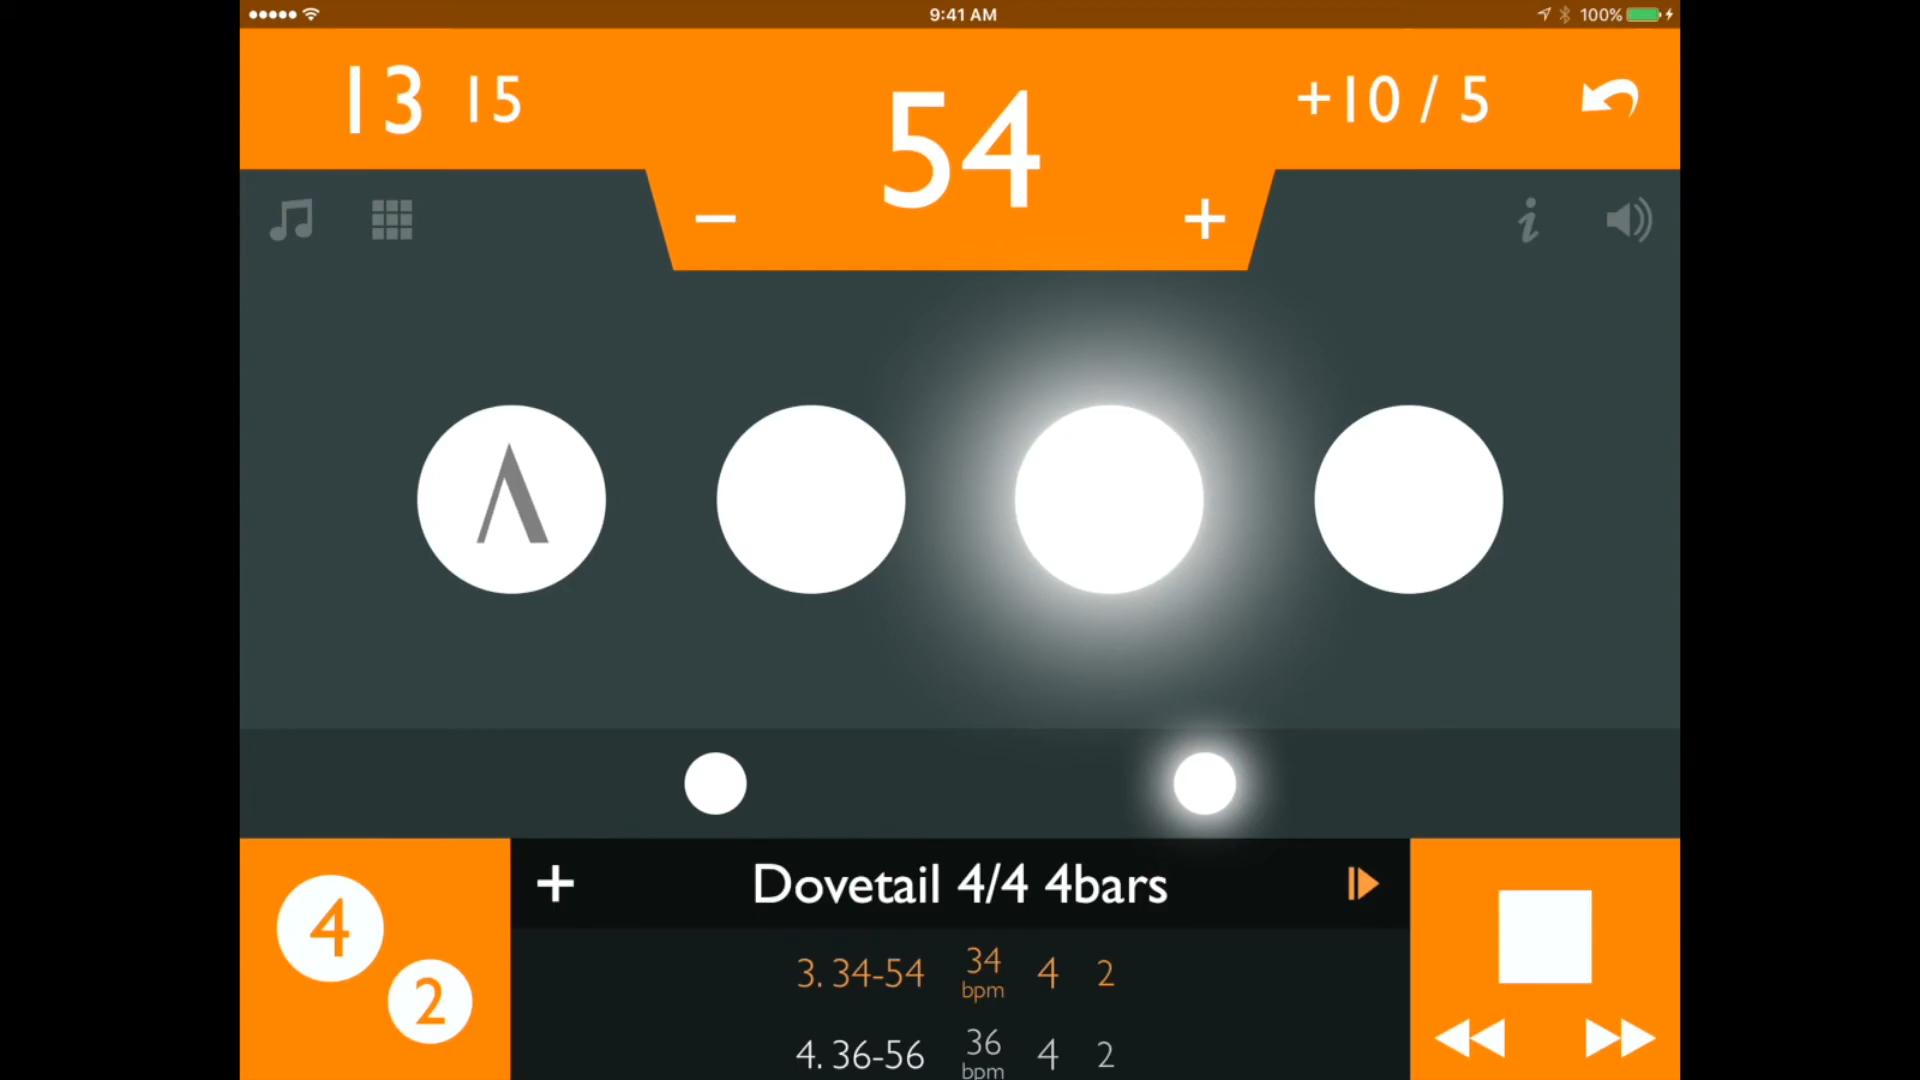 9:41 AM
100%
13 15
54
+10 / 5
− +
4
2
+ Dovetail 4/4 4bars
3. 34-54 34 bpm 4 2
4. 36-56 36 bpm 4 2